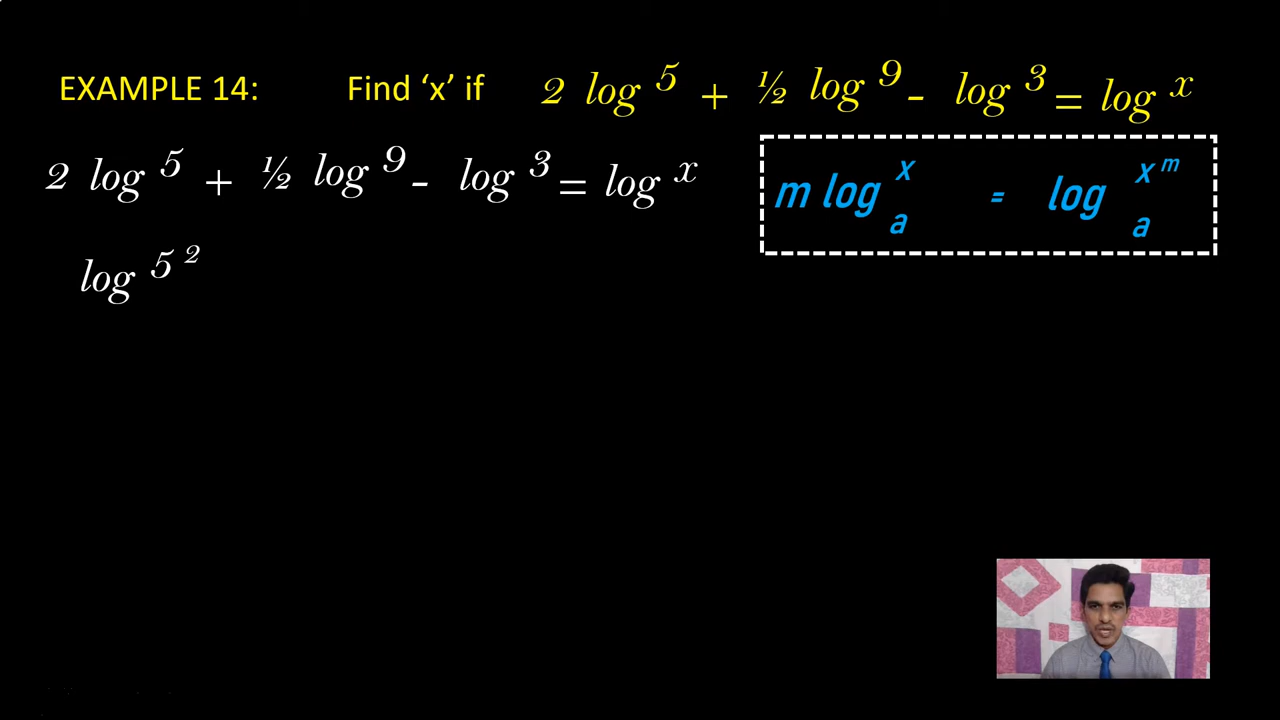 EXAMPLE 14: Find ‘x’ if 2 log 5 + ½ log 9 - log 3 = log x
2 log 5 + ½ log 9 - log 3 = log x
m log x a = log x m a
log 5 2